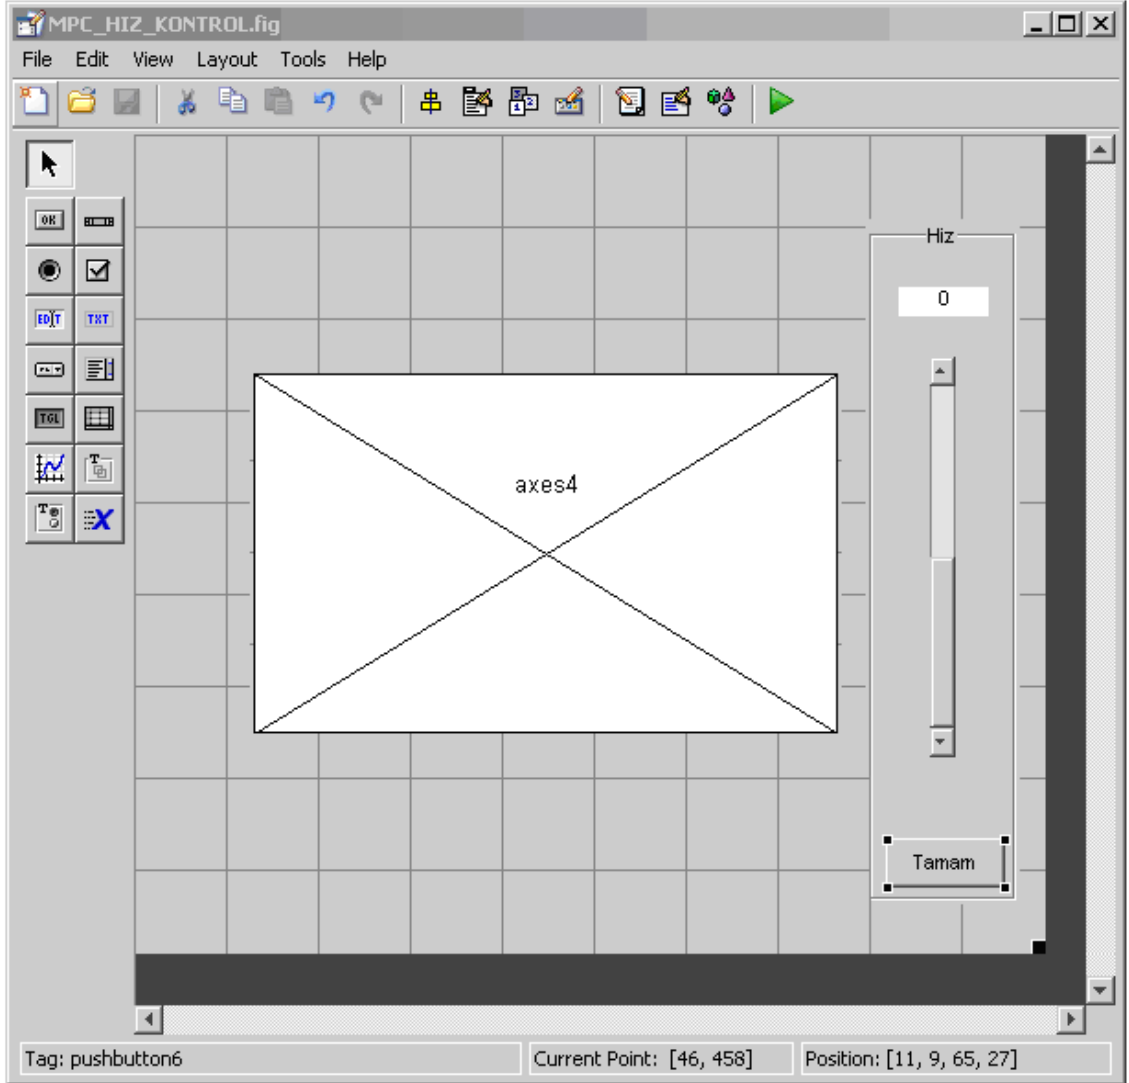 MPC_HIZ_KONTROL.fig
File Edit View Layout Tools Help
OK
EDIT TXT
TGL
T
T X
Hiz
0
axes4
Tamam
Tag: pushbutton6 Current Point: [46, 458] Position: [11, 9, 65, 27]